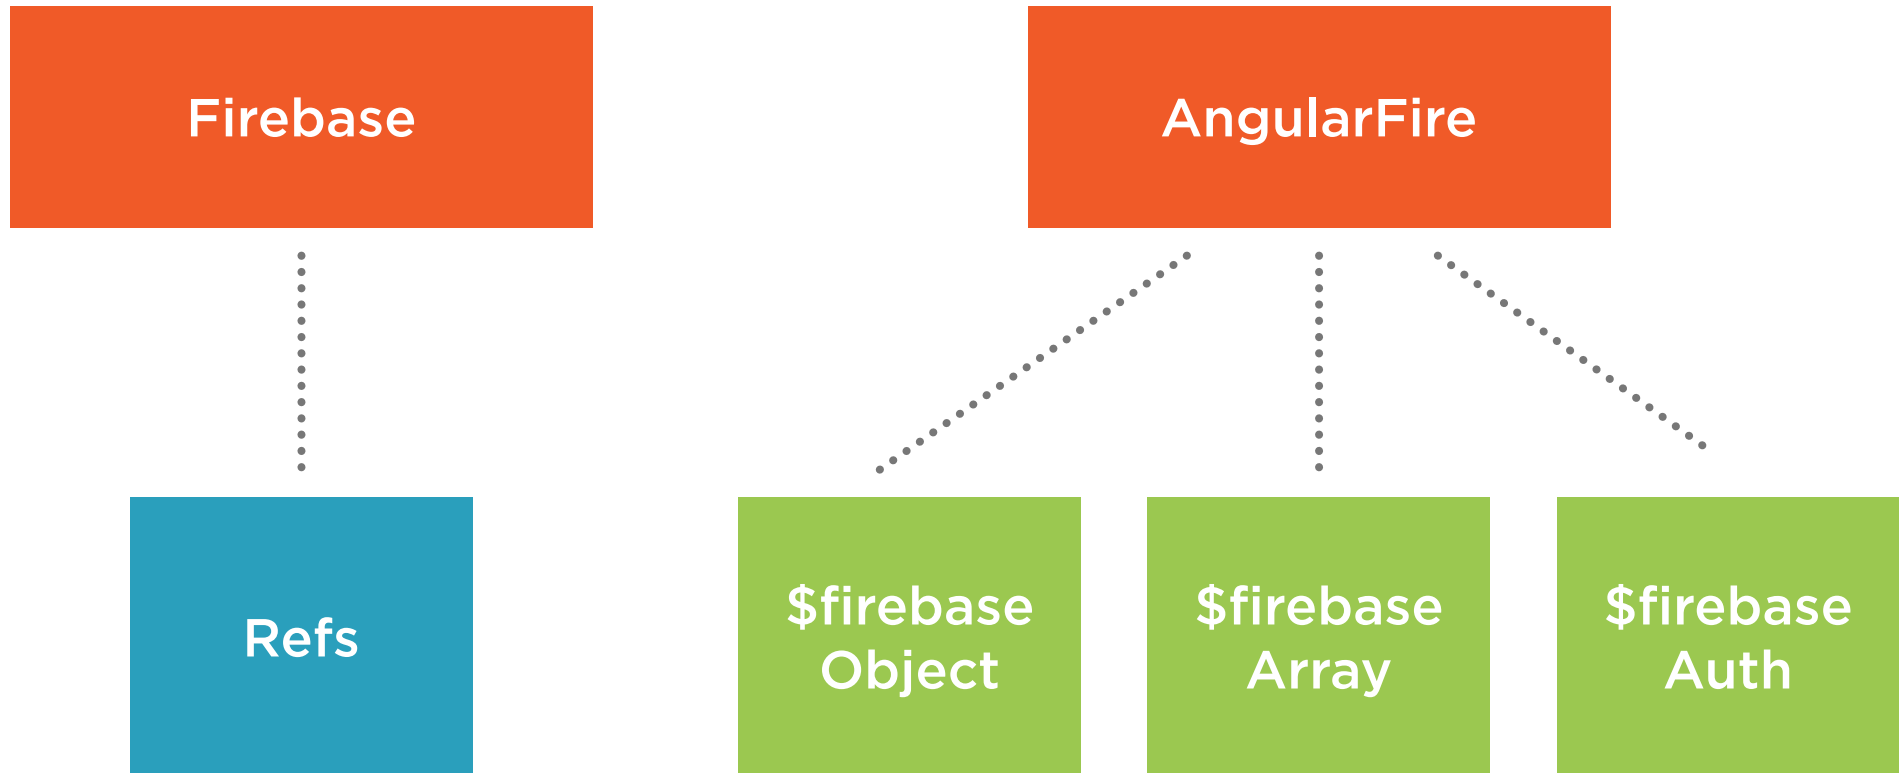 Firebase
AngularFire
Refs
$firebase
Object
$firebase
Array
$firebase
Auth